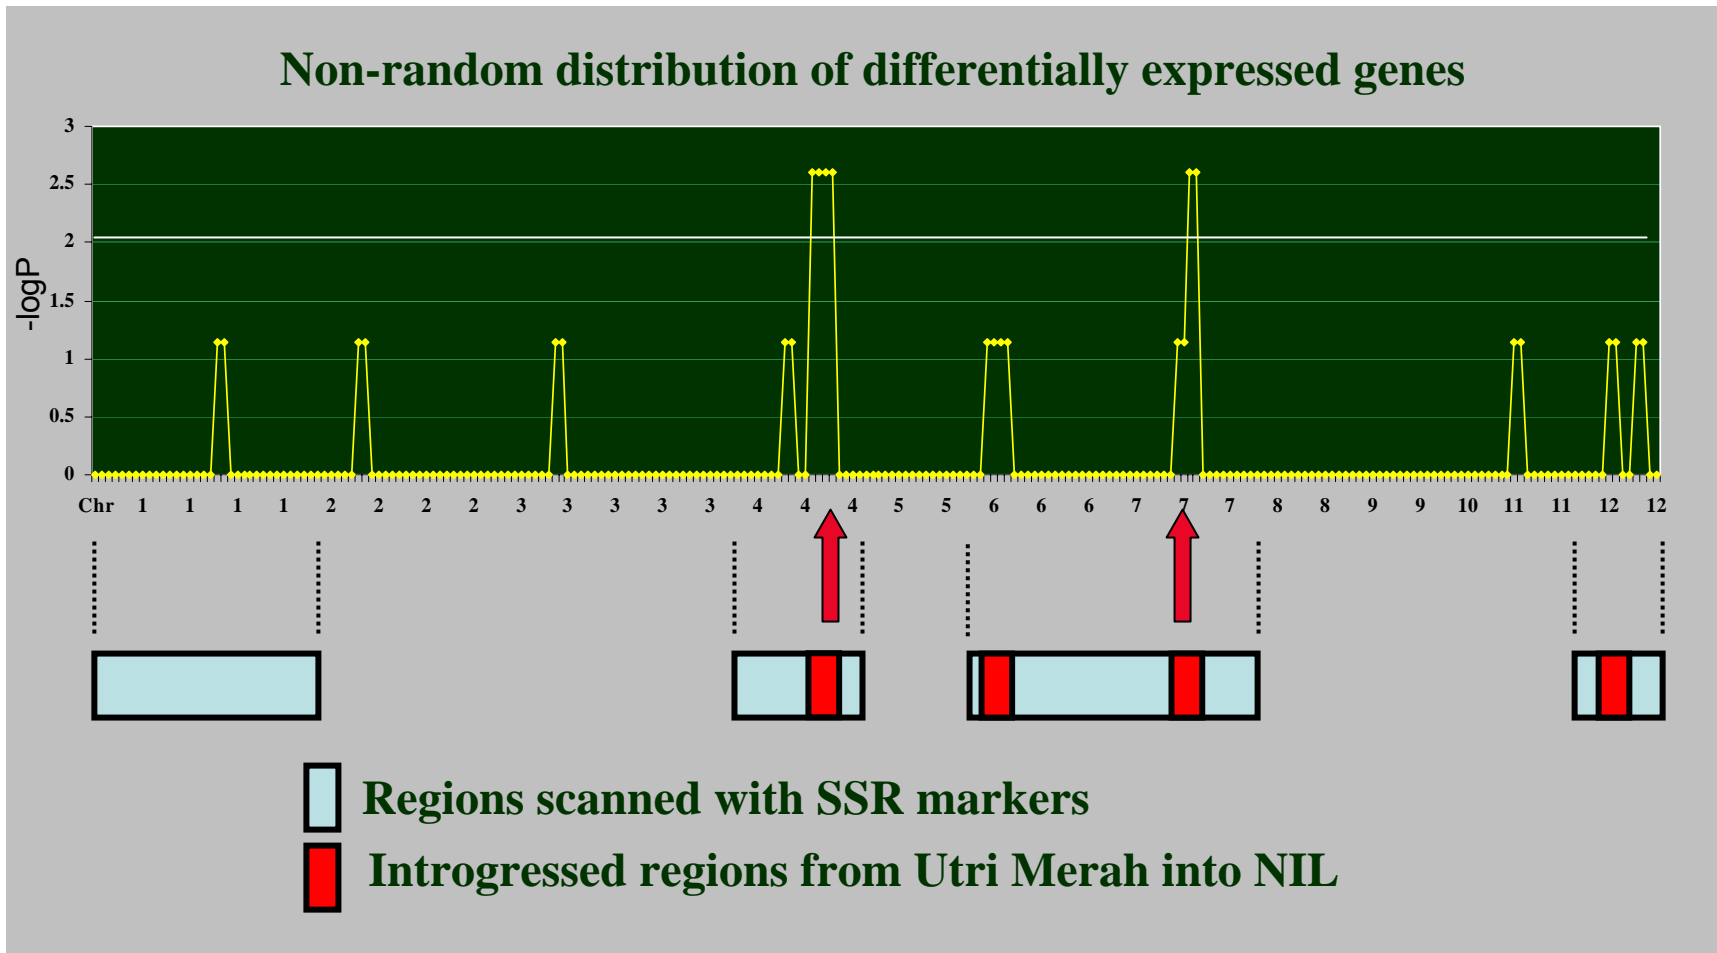 Non-random distribution of differentially expressed genes
3
2.5
2
1.5
1
0.5
0
-logP
Chr 1 1 1 1 2 2 2 2 3 3 3 3 3 4 4 4 5 5 6 6 6 7 7 7 8 8 9 9 10 11 11 12 12
Regions scanned with SSR markers
Introgressed regions from Utri Merah into NIL